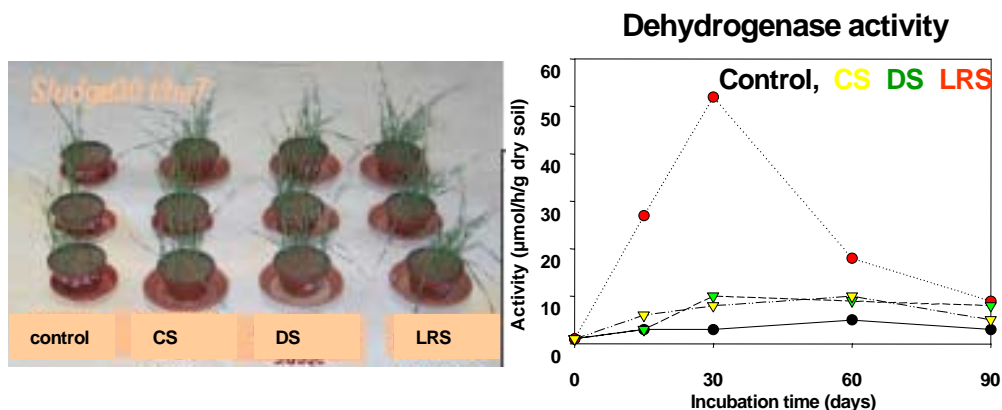 Dehydrogenase activity
control
CS
DS
LRS
Control, CS DS LRS
Activity (µmol/h/g dry soil)
60
50
40
30
20
10
0
0
30
60
90
Incubation time (days)